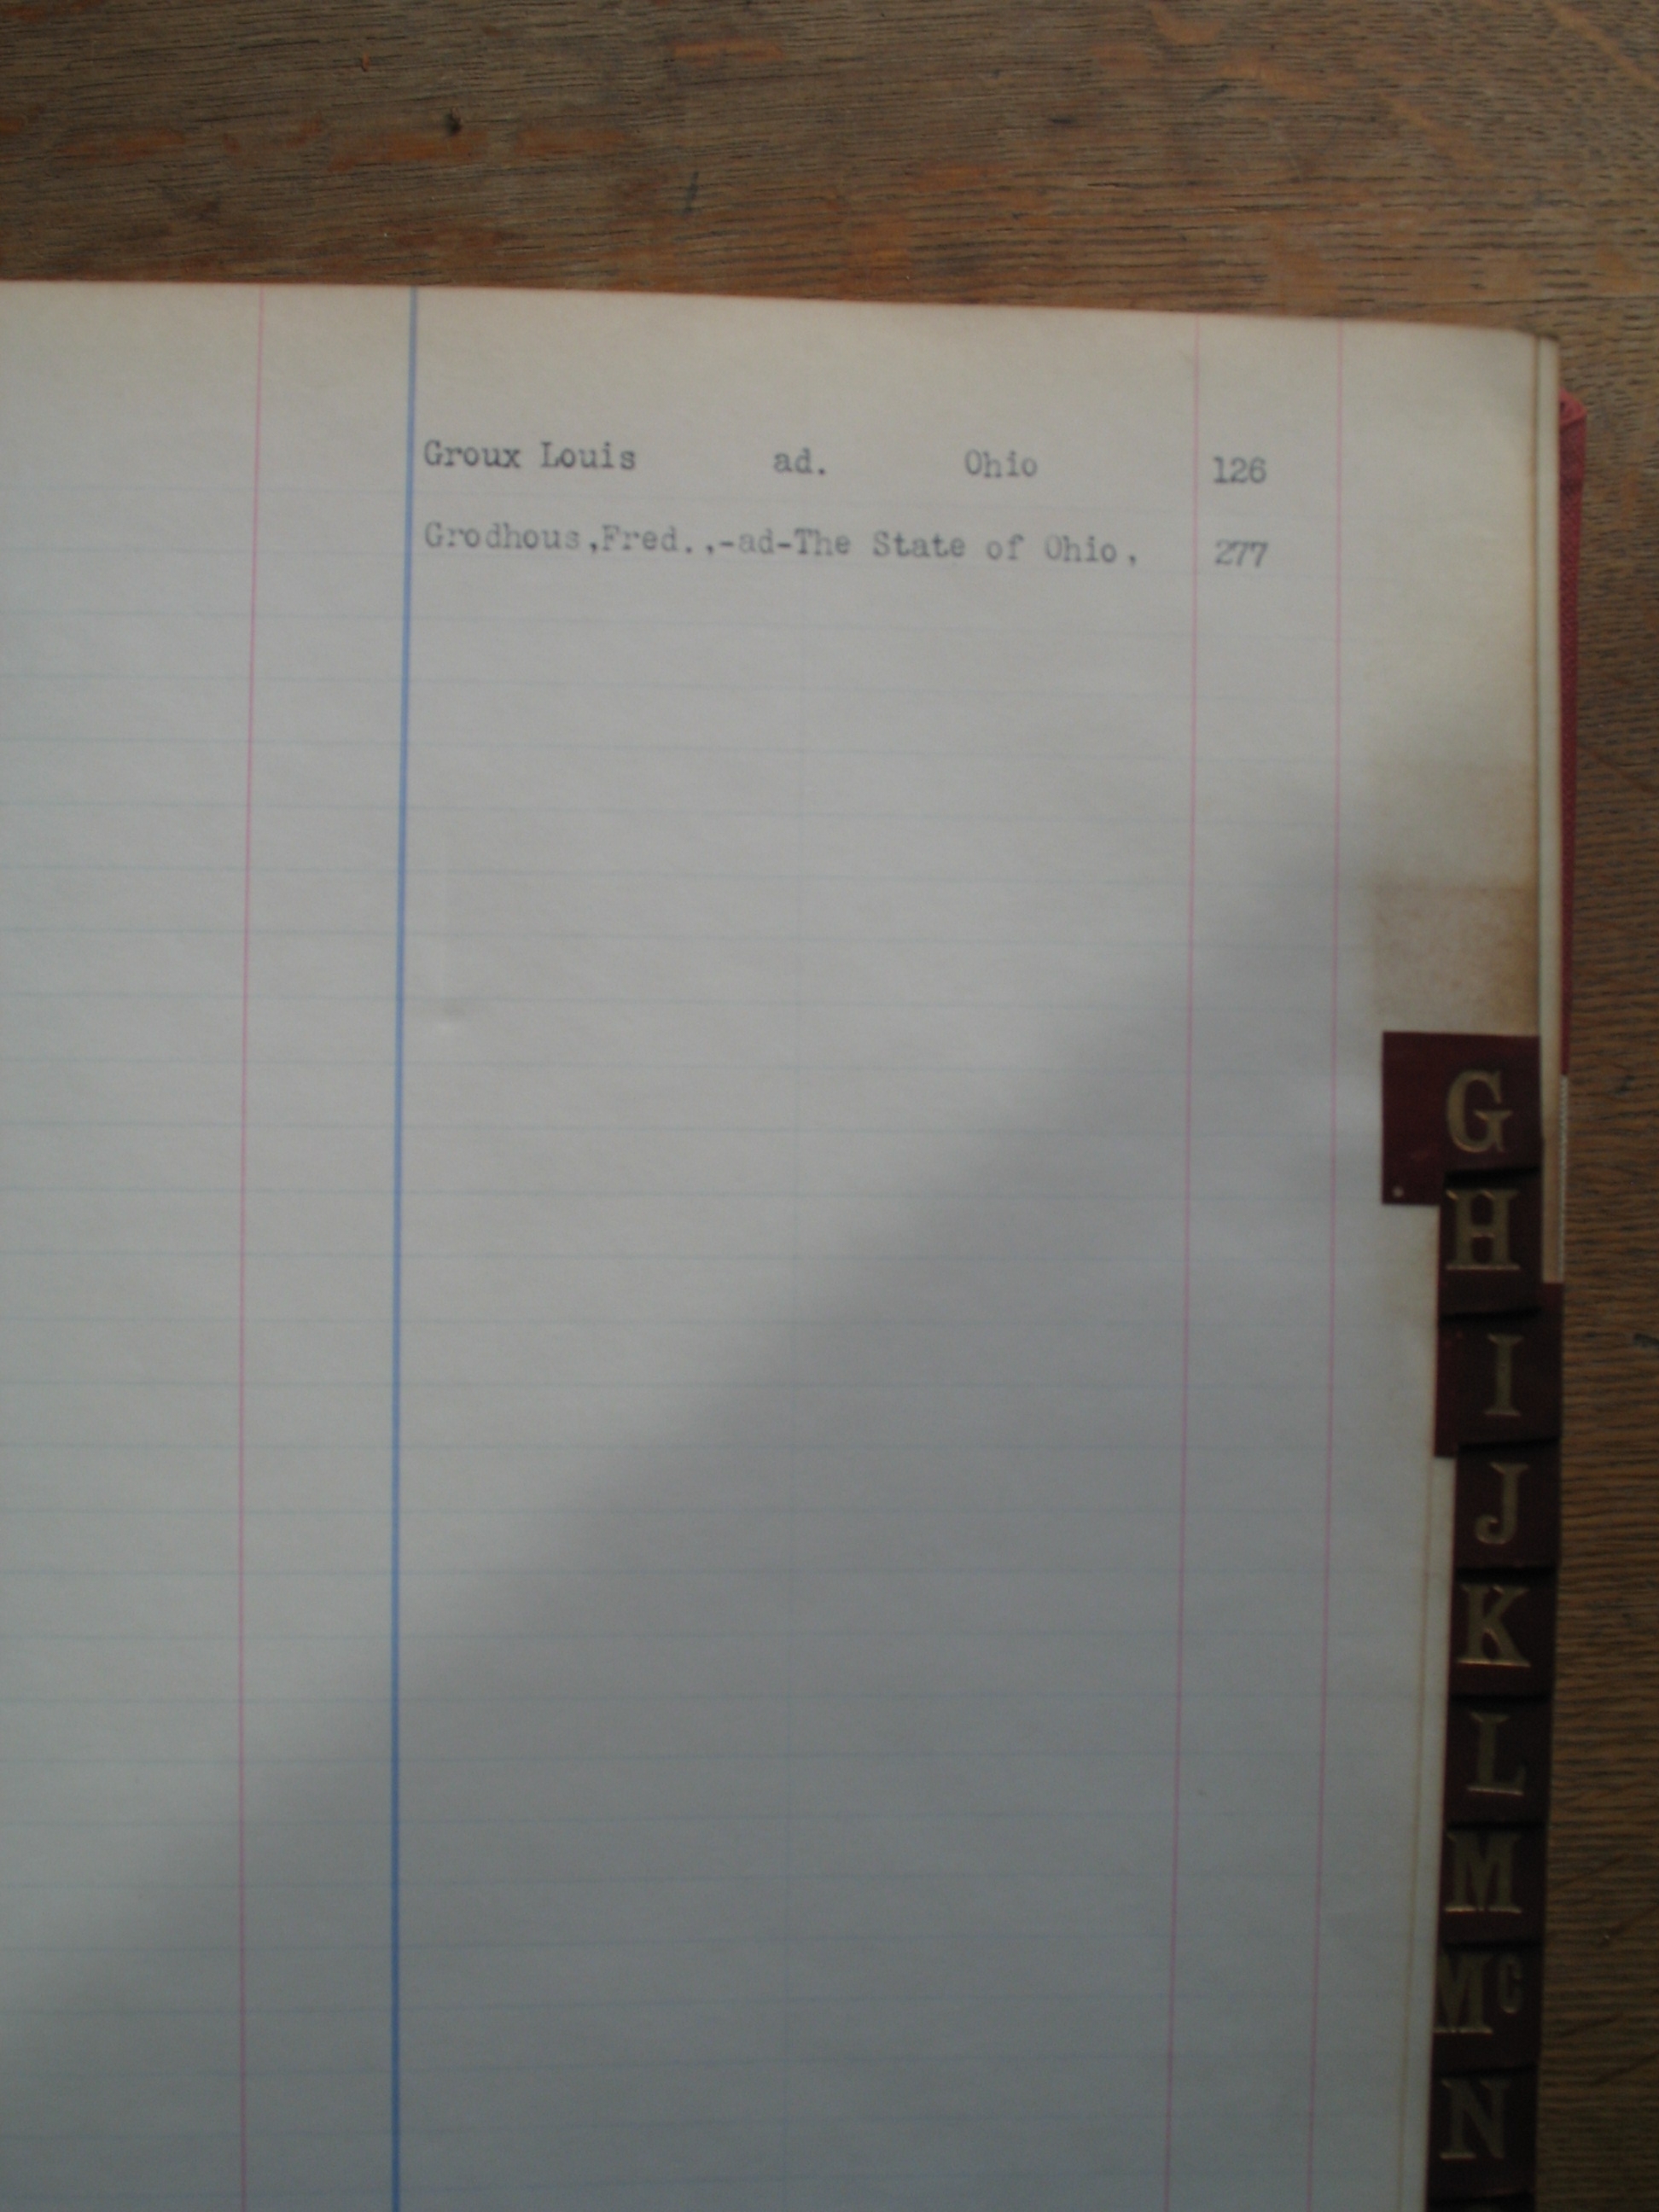 Groux Louis ad. Ohio 126
Grodhous,Fred.,-ad-The State of Ohio, 277
G
H
I
J
K
L
M
Mc
N